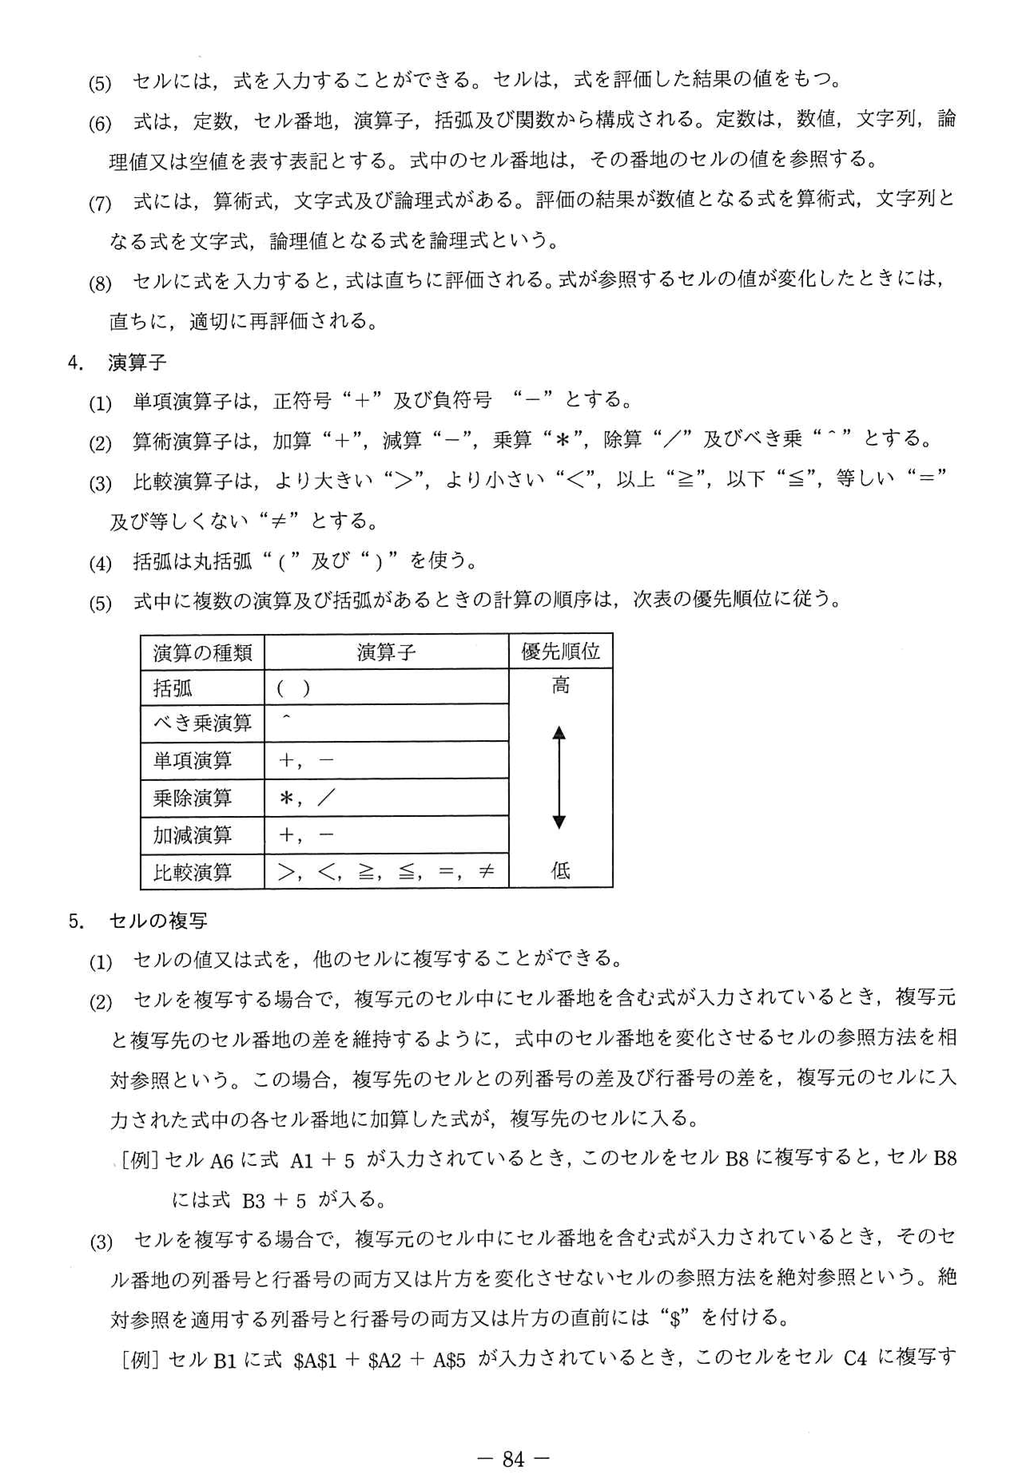 (5) セルには，式を入力することができる。セルは，式を評価した結果の値をもつ。
(6) 式は，定数，セル番地，演算子，括弧及び関数から構成される。定数は，数値，文字列，論
理値又は空値を表す表記とする。式中のセル番地は，その番地のセルの値を参照する。
(7) 式には，算術式，文字式及び論理式がある。評価の結果が数値となる式を算術式，文字列と
なる式を文字式，論理値となる式を論理式という。
(8) セルに式を入力すると，式は直ちに評価される。式が参照するセルの値が変化したときには，
直ちに，適切に再評価される。
4. 演算子
(1) 単項演算子は，正符号 “＋” 及び負符号 “－” とする。
(2) 算術演算子は，加算 “＋”，減算 “－”，乗算 “＊”，除算 “／” 及びべき乗 “＾” とする。
(3) 比較演算子は，より大きい “＞”，より小さい “＜”，以上 “≧”，以下 “≦”，等しい “＝”
及び等しくない “≠” とする。
(4) 括弧は丸括弧 “（” 及び “）” を使う。
(5) 式中に複数の演算及び括弧があるときの計算の順序は，次表の優先順位に従う。
演算の種類 演算子 優先順位
括弧 （ ） 高
べき乗演算 ＾
単項演算 ＋，－
乗除演算 ＊，／
加減演算 ＋，－
比較演算 ＞，＜，≧，≦，＝，≠ 低
5. セルの複写
(1) セルの値又は式を，他のセルに複写することができる。
(2) セルを複写する場合で，複写元のセル中にセル番地を含む式が入力されているとき，複写元
と複写先のセル番地の差を維持するように，式中のセル番地を変化させるセルの参照方法を相
対参照という。この場合，複写先のセルとの列番号の差及び行番号の差を，複写元のセルに入
力された式中の各セル番地に加算した式が，複写先のセルに入る。
［例］セル A6 に式 A1 ＋ 5 が入力されているとき，このセルをセル B8 に複写すると，セル B8
には式 B3 ＋ 5 が入る。
(3) セルを複写する場合で，複写元のセル中にセル番地を含む式が入力されているとき，そのセ
ル番地の列番号と行番号の両方又は片方を変化させないセルの参照方法を絶対参照という。絶
対参照を適用する列番号と行番号の両方又は片方の直前には “$” を付ける。
［例］セル B1 に式 $A$1 ＋ $A2 ＋ A$5 が入力されているとき，このセルをセル C4 に複写す
－ 84 －